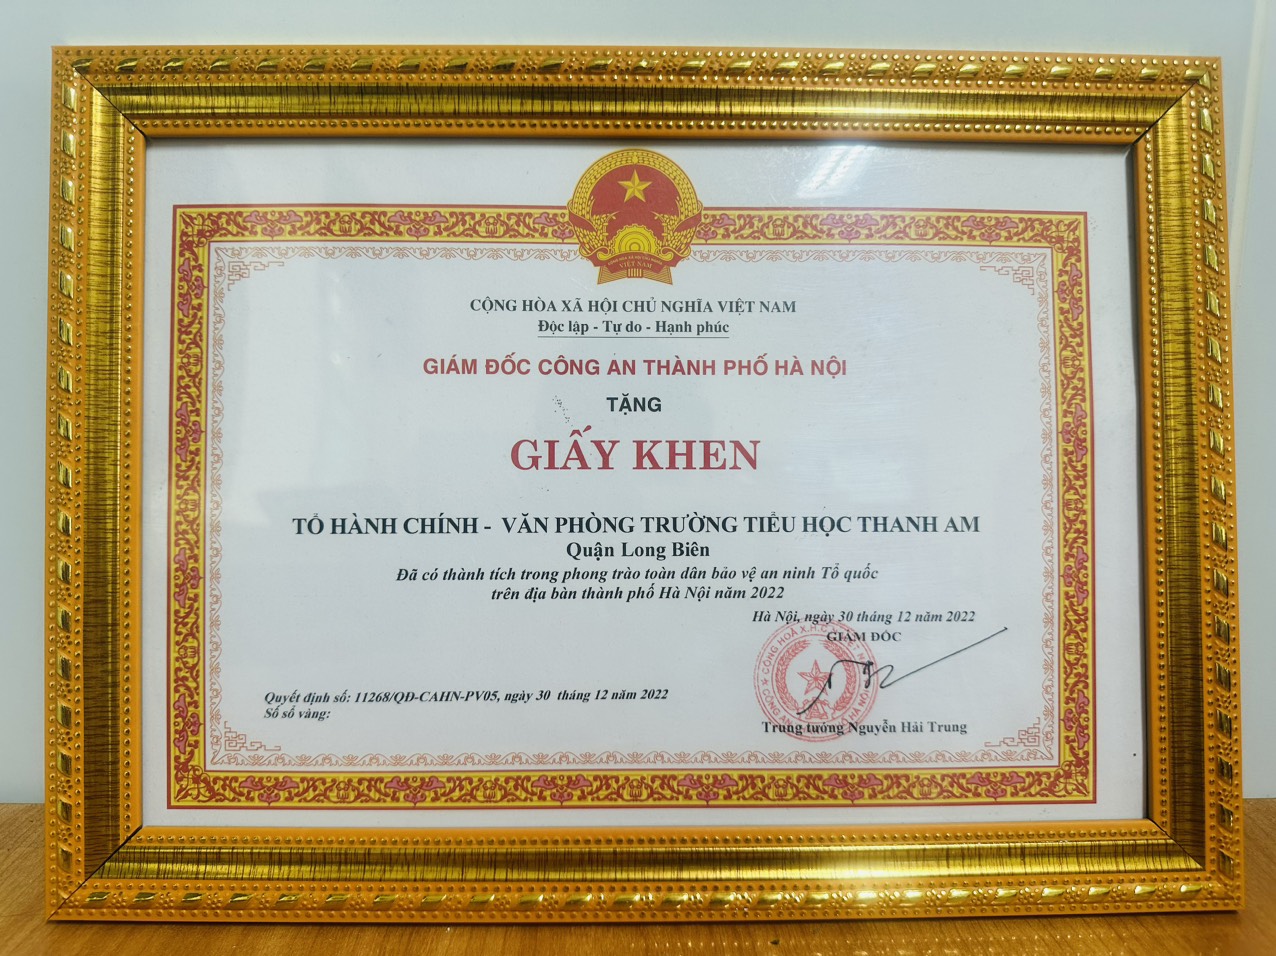 VIỆT NAM
CỘNG HÒA XÃ HỘI CHỦ NGHĨA VIỆT NAM
Độc lập - Tự do - Hạnh phúc
GIÁM ĐỐC CÔNG AN THÀNH PHỐ HÀ NỘI
TẶNG
GIẤY KHEN
TỔ HÀNH CHÍNH - VĂN PHÒNG TRƯỜNG TIỂU HỌC THANH AM
Quận Long Biên
Đã có thành tích trong phong trào toàn dân bảo vệ an ninh Tổ quốc
trên địa bàn thành phố Hà Nội năm 2022
Hà Nội, ngày 30 tháng 12 năm 2022
GIÁM ĐỐC
Quyết định số: 11268/QĐ-CAHN-PV05, ngày 30 tháng 12 năm 2022
Số sổ vàng:
Trung tướng Nguyễn Hải Trung